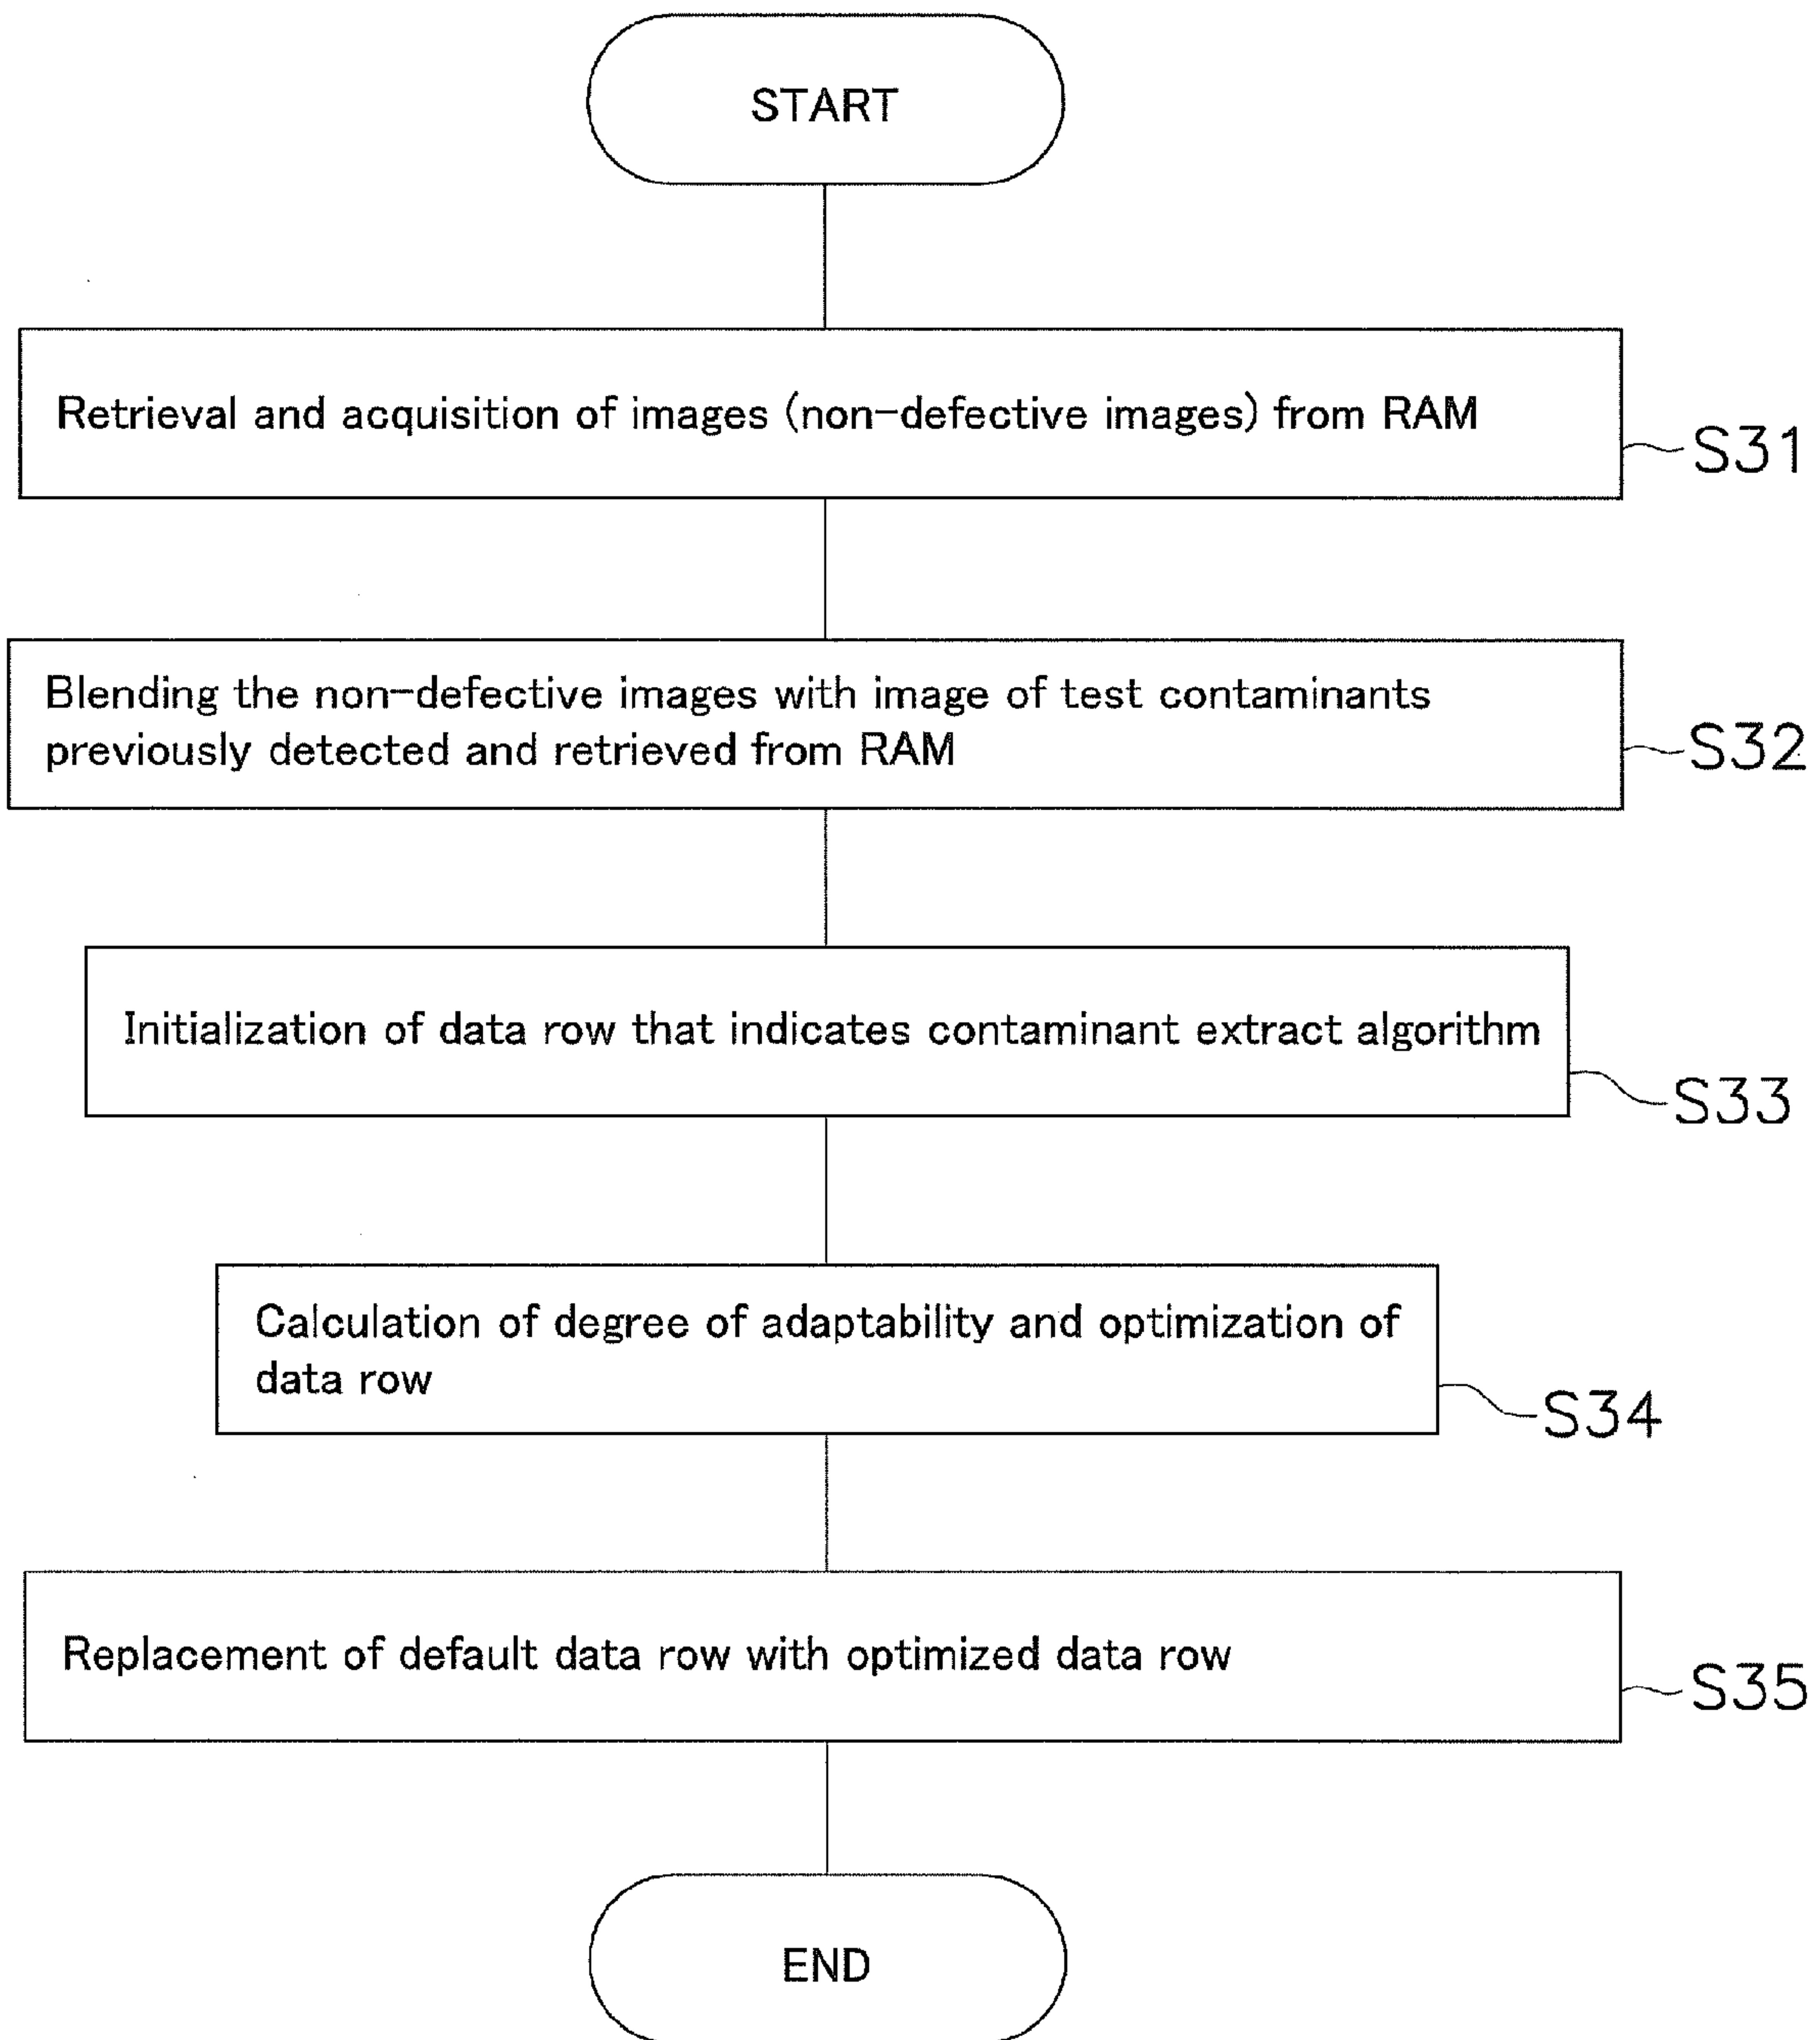 START
Retrieval and acquisition of images (non-defective images) from RAM
S31
Blending the non-defective images with image of test contaminants
previously detected and retrieved from RAM
S32
Initialization of data row that indicates contaminant extract algorithm
S33
Calculation of degree of adaptability and optimization of
data row
S34
Replacement of default data row with optimized data row
S35
END